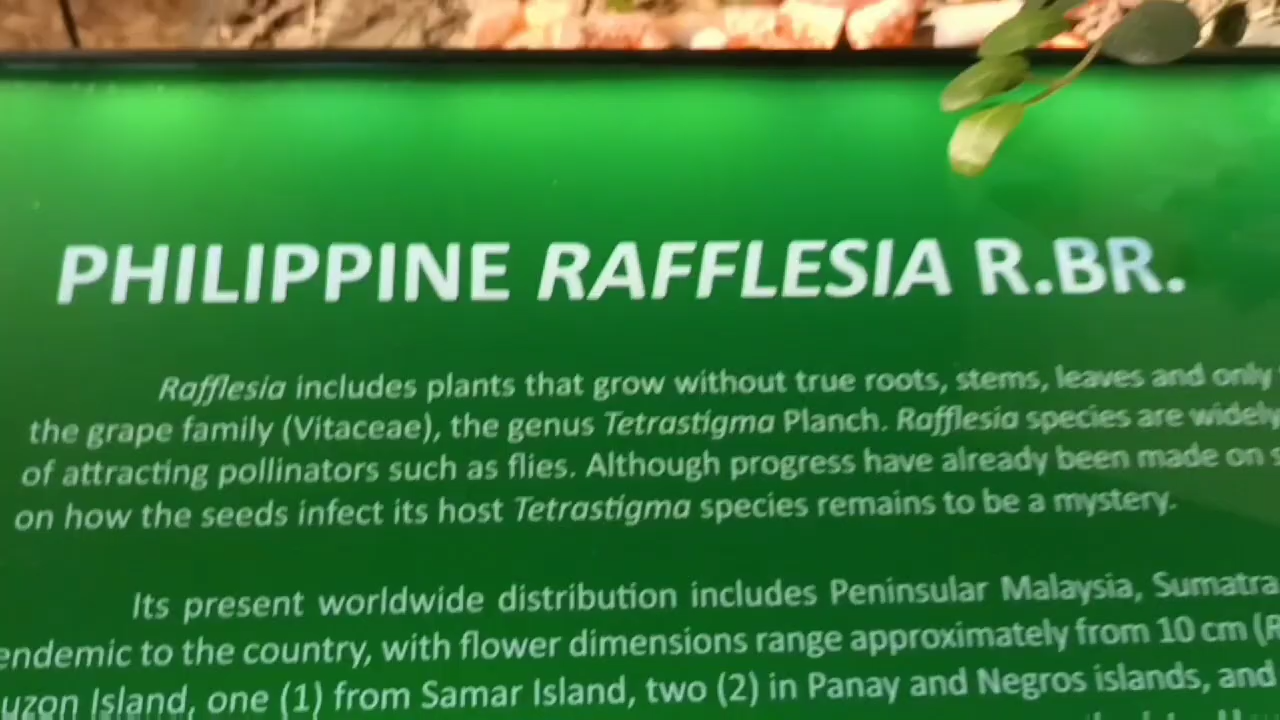 PHILIPPINE RAFFLESIA R.BR.
Rafflesia includes plants that grow without true roots, stems, leaves and only
the grape family (Vitaceae), the genus Tetrastigma Planch. Rafflesia species are widely
of attracting pollinators such as flies. Although progress have already been made on
on how the seeds infect its host Tetrastigma species remains to be a mystery.
Its present worldwide distribution includes Peninsular Malaysia, Sumatra
endemic to the country, with flower dimensions range approximately from 10 cm (
uzon Island, one (1) from Samar Island, two (2) in Panay and Negros islands, and